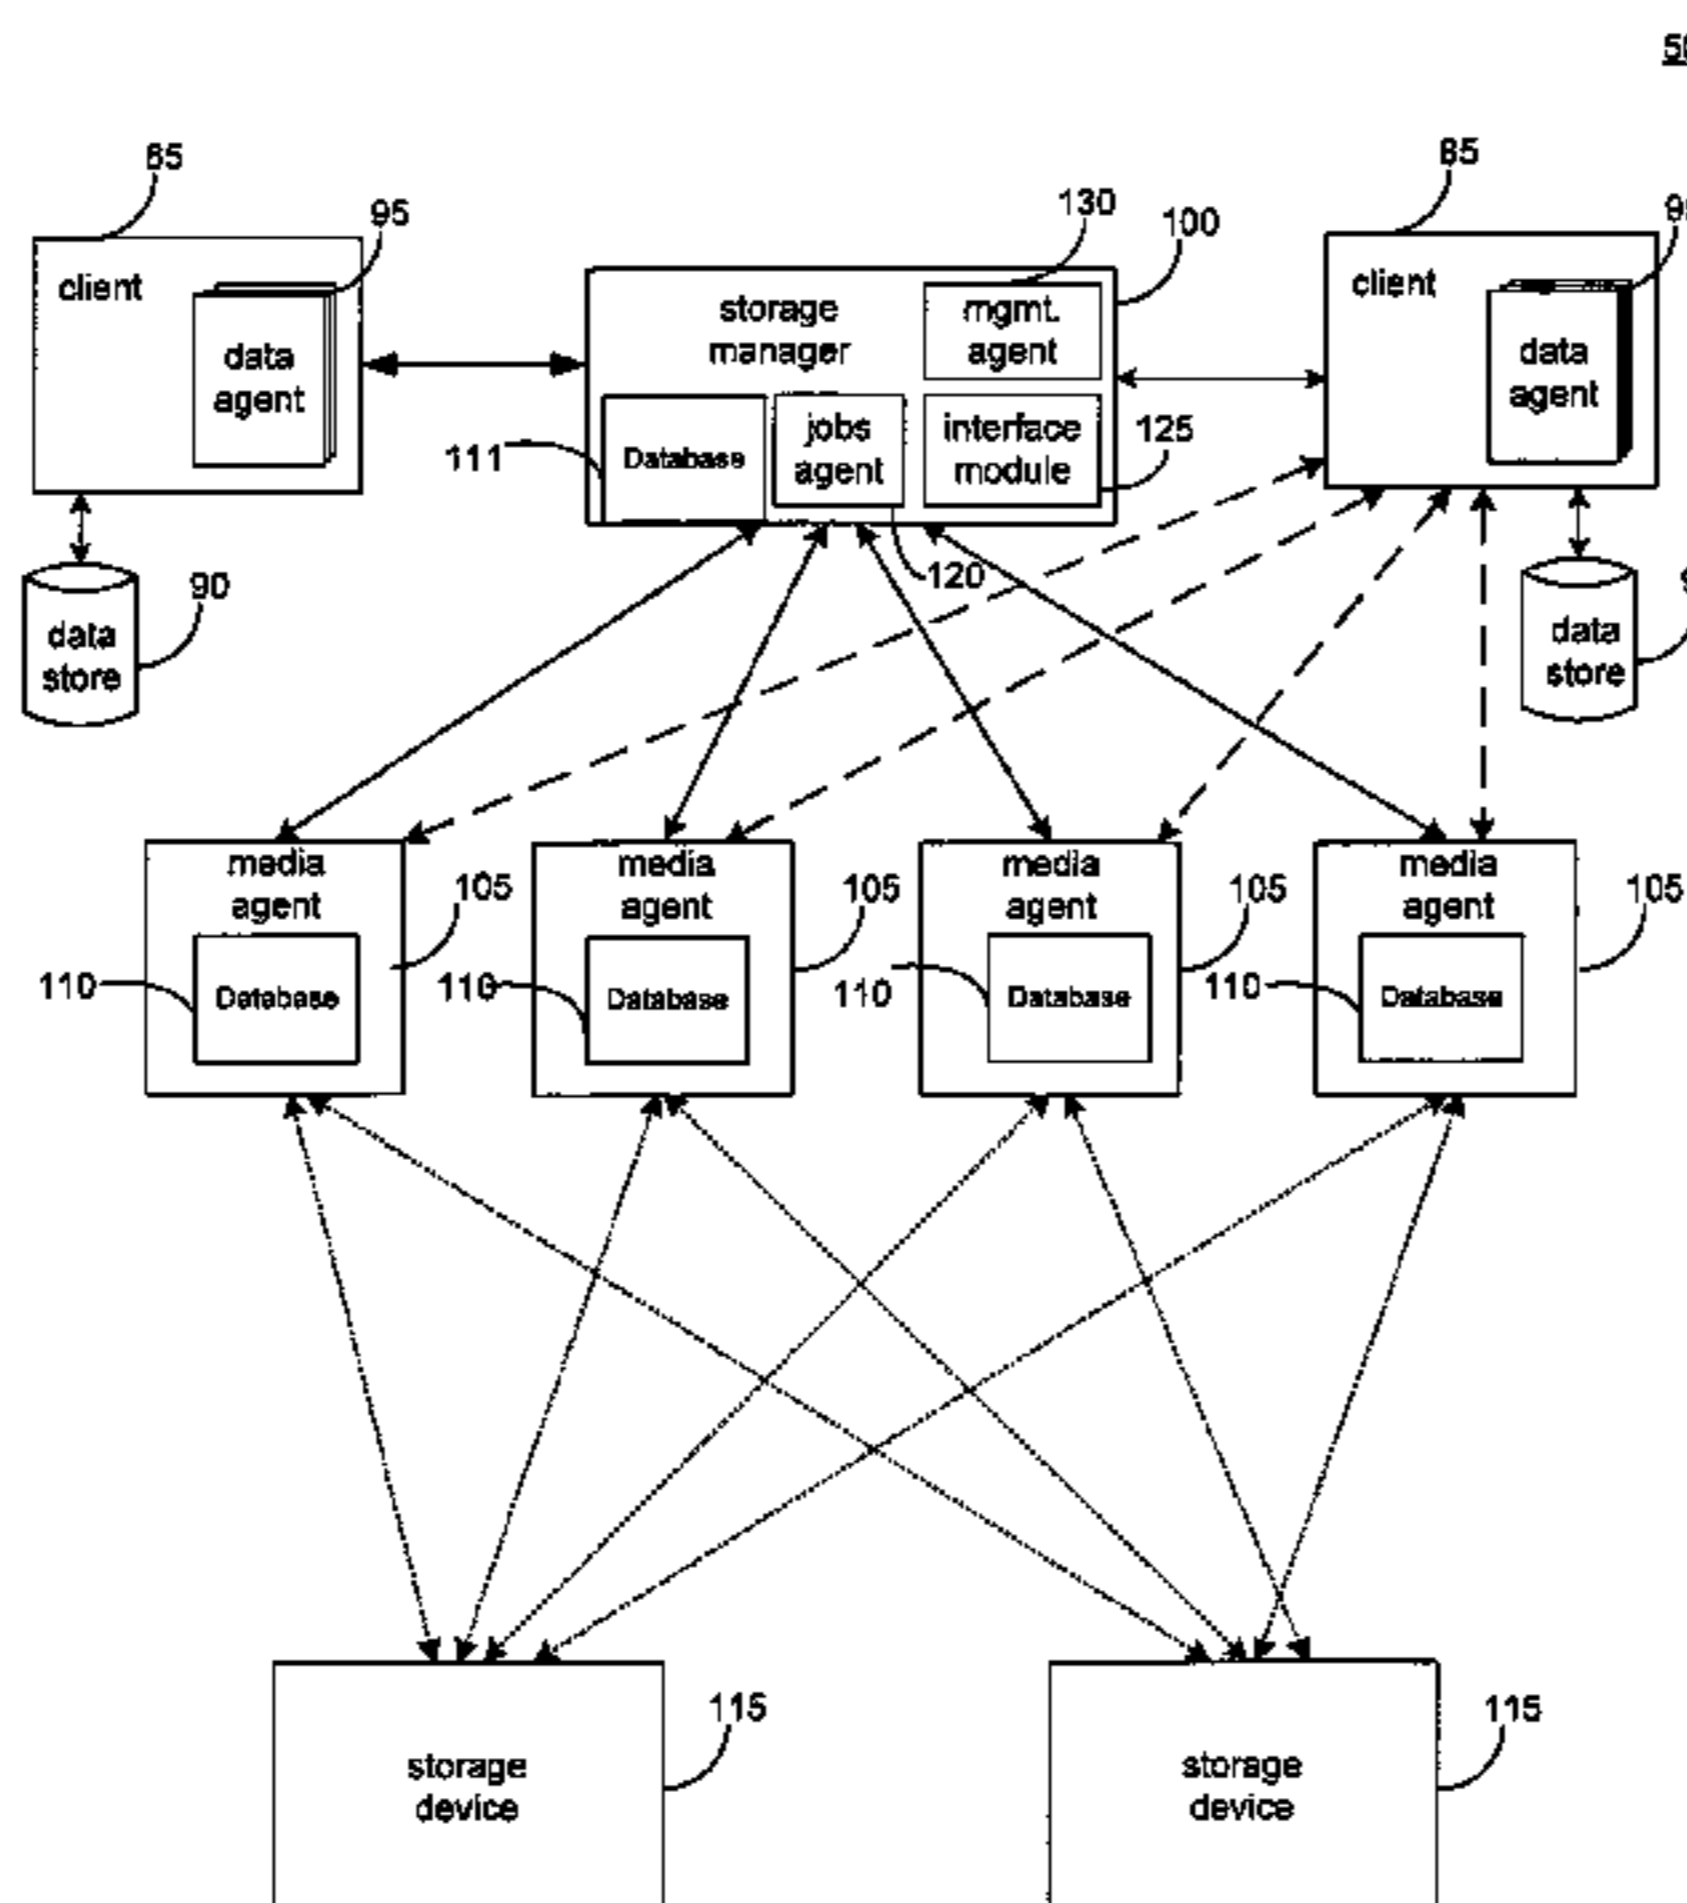 85
85
95
130
100
client
data
agent
storage
manager
mgmt.
agent
client
data
agent
111
Database
jobs
agent
interface
module
125
120
90
data
store
data
store
media
agent
105
media
agent
105
media
agent
105
media
agent
105
110
Database
110
Database
110
Database
110
Database
115
115
storage
device
storage
device